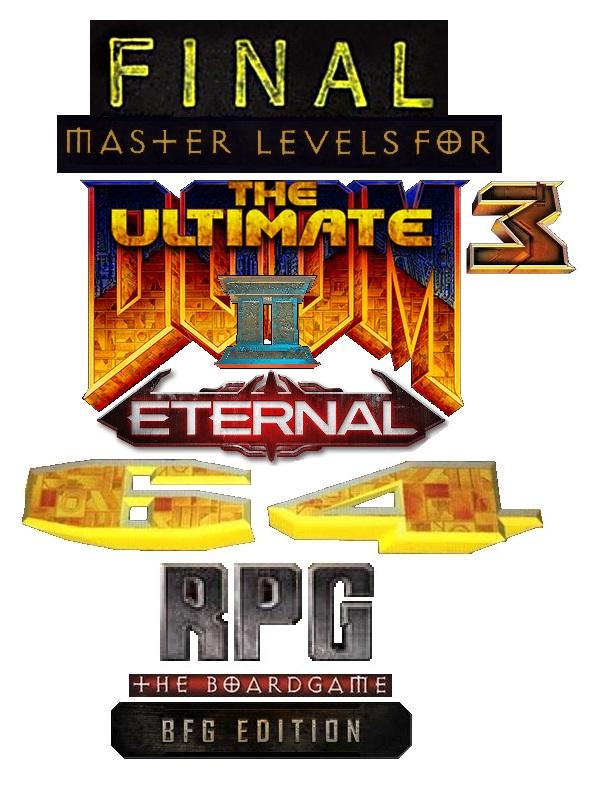 FINAL
MASTER LEVELS FOR
THE
ULTIMATE
DOOM 3
II
ETERNAL
64
RPG
THE BOARDGAME
BFG EDITION